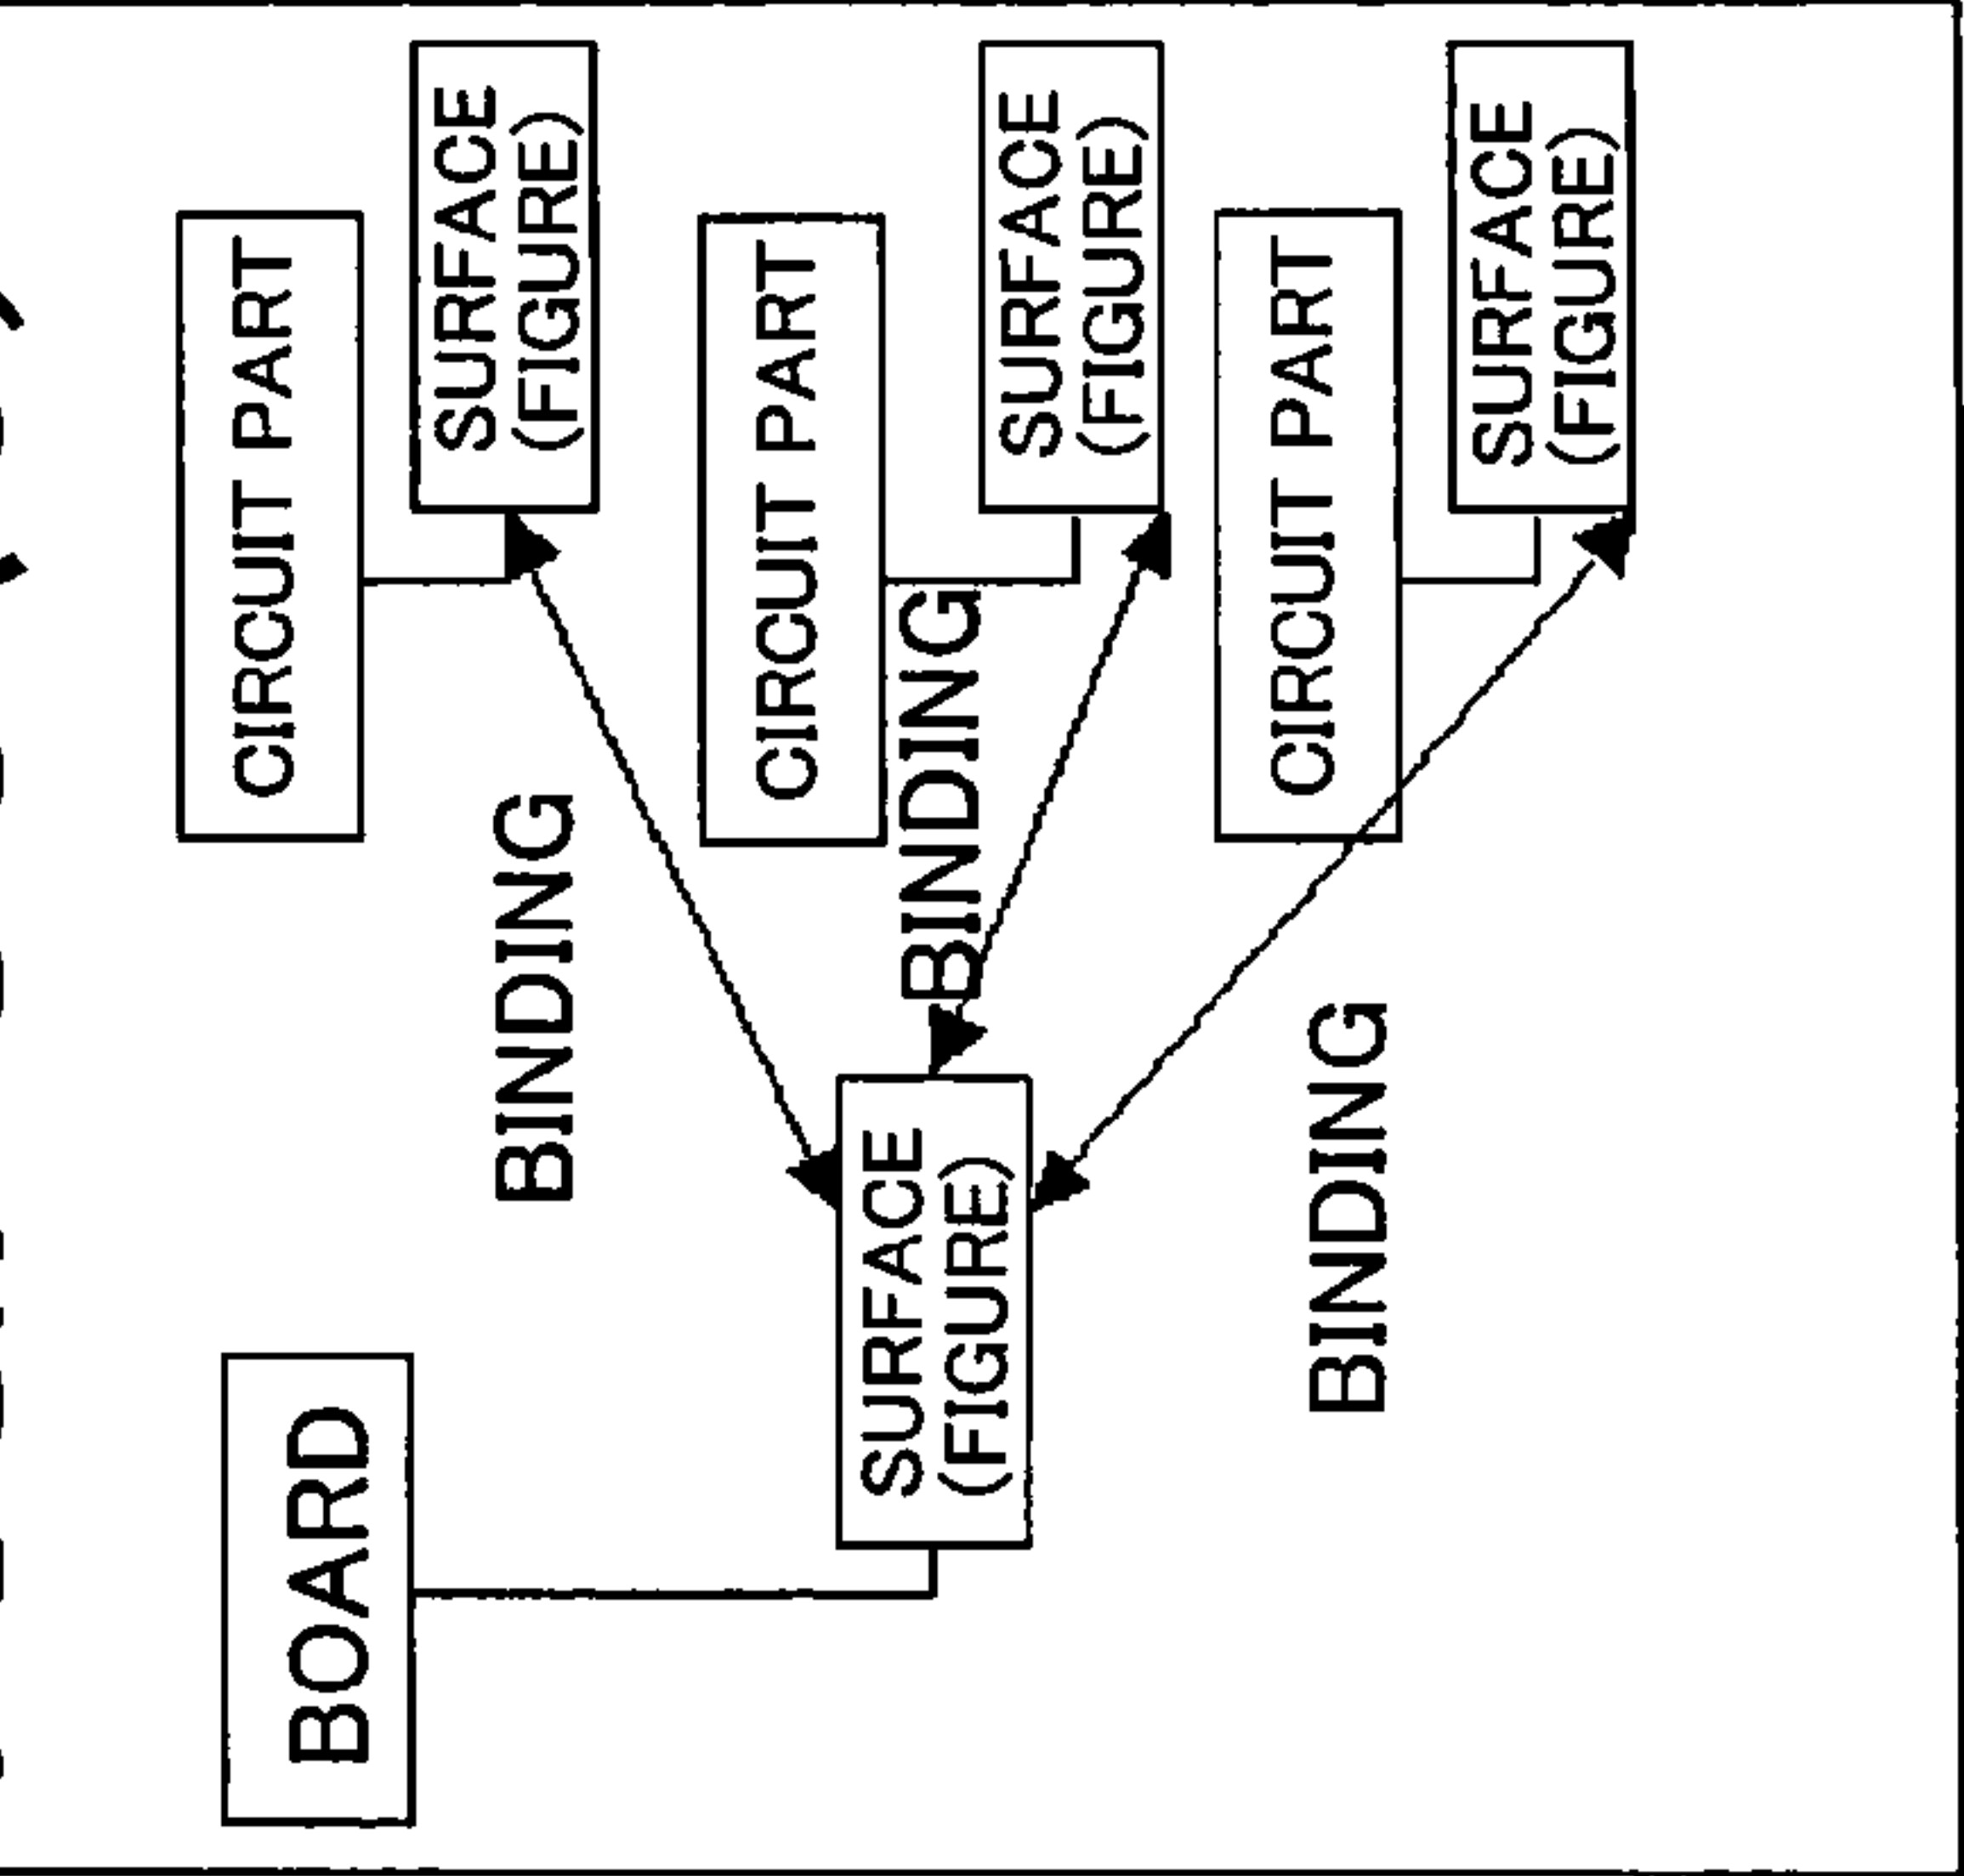 CIRCUIT PART
SURFACE
(FIGURE)
BINDING
CIRCUIT PART
BOARD
BINDING
SURFACE
(FIGURE)
SURFACE
(FIGURE)
CIRCUIT PART
BINDING
SURFACE
(FIGURE)